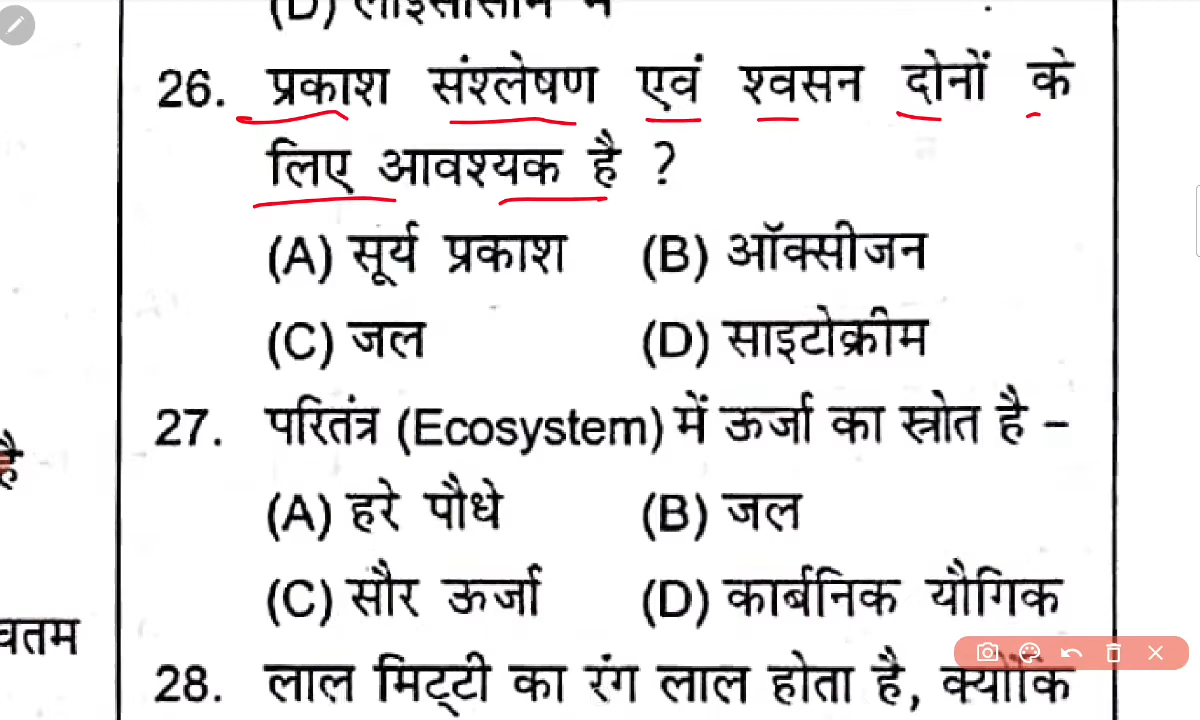 (D) लाइसोसोम में
26. प्रकाश संश्लेषण एवं श्वसन दोनों के
लिए आवश्यक है ?
(A) सूर्य प्रकाश (B) ऑक्सीजन
(C) जल (D) साइटोक्रीम
27. परितंत्र (Ecosystem) में ऊर्जा का स्त्रोत है –
(A) हरे पौधे (B) जल
है
(C) सौर ऊर्जा (D) कार्बनिक यौगिक
28. लाल मिट्टी का रंग लाल होता है, क्योंकि